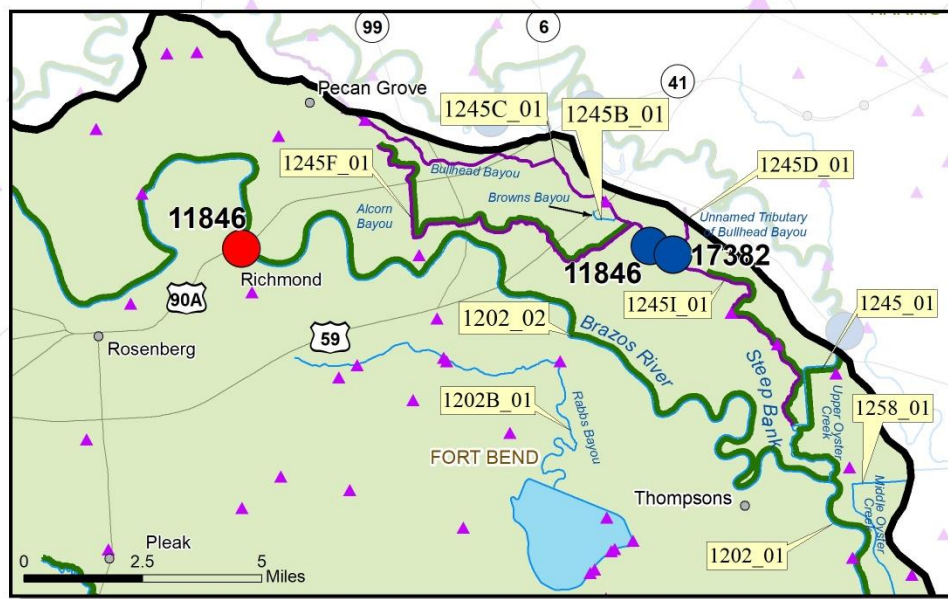 99
6
41
Pecan Grove
1245C_01
1245B_01
1245F_01
1245D_01
Bullhead Bayou
Browns Bayou
Alcorn
Bayou
Unnamed Tributary
of Bullhead Bayou
11846
11846
17382
Richmond
90A
1245I_01
1202_02
1245_01
59
Rosenberg
Brazos River
Steep Bank
Upper Oyster
Creek
1202B_01
Rabbs Bayou
1258_01
FORT BEND
Middle Oyster
Creek
Thompsons
1202_01
Pleak
0 2.5 5
Miles